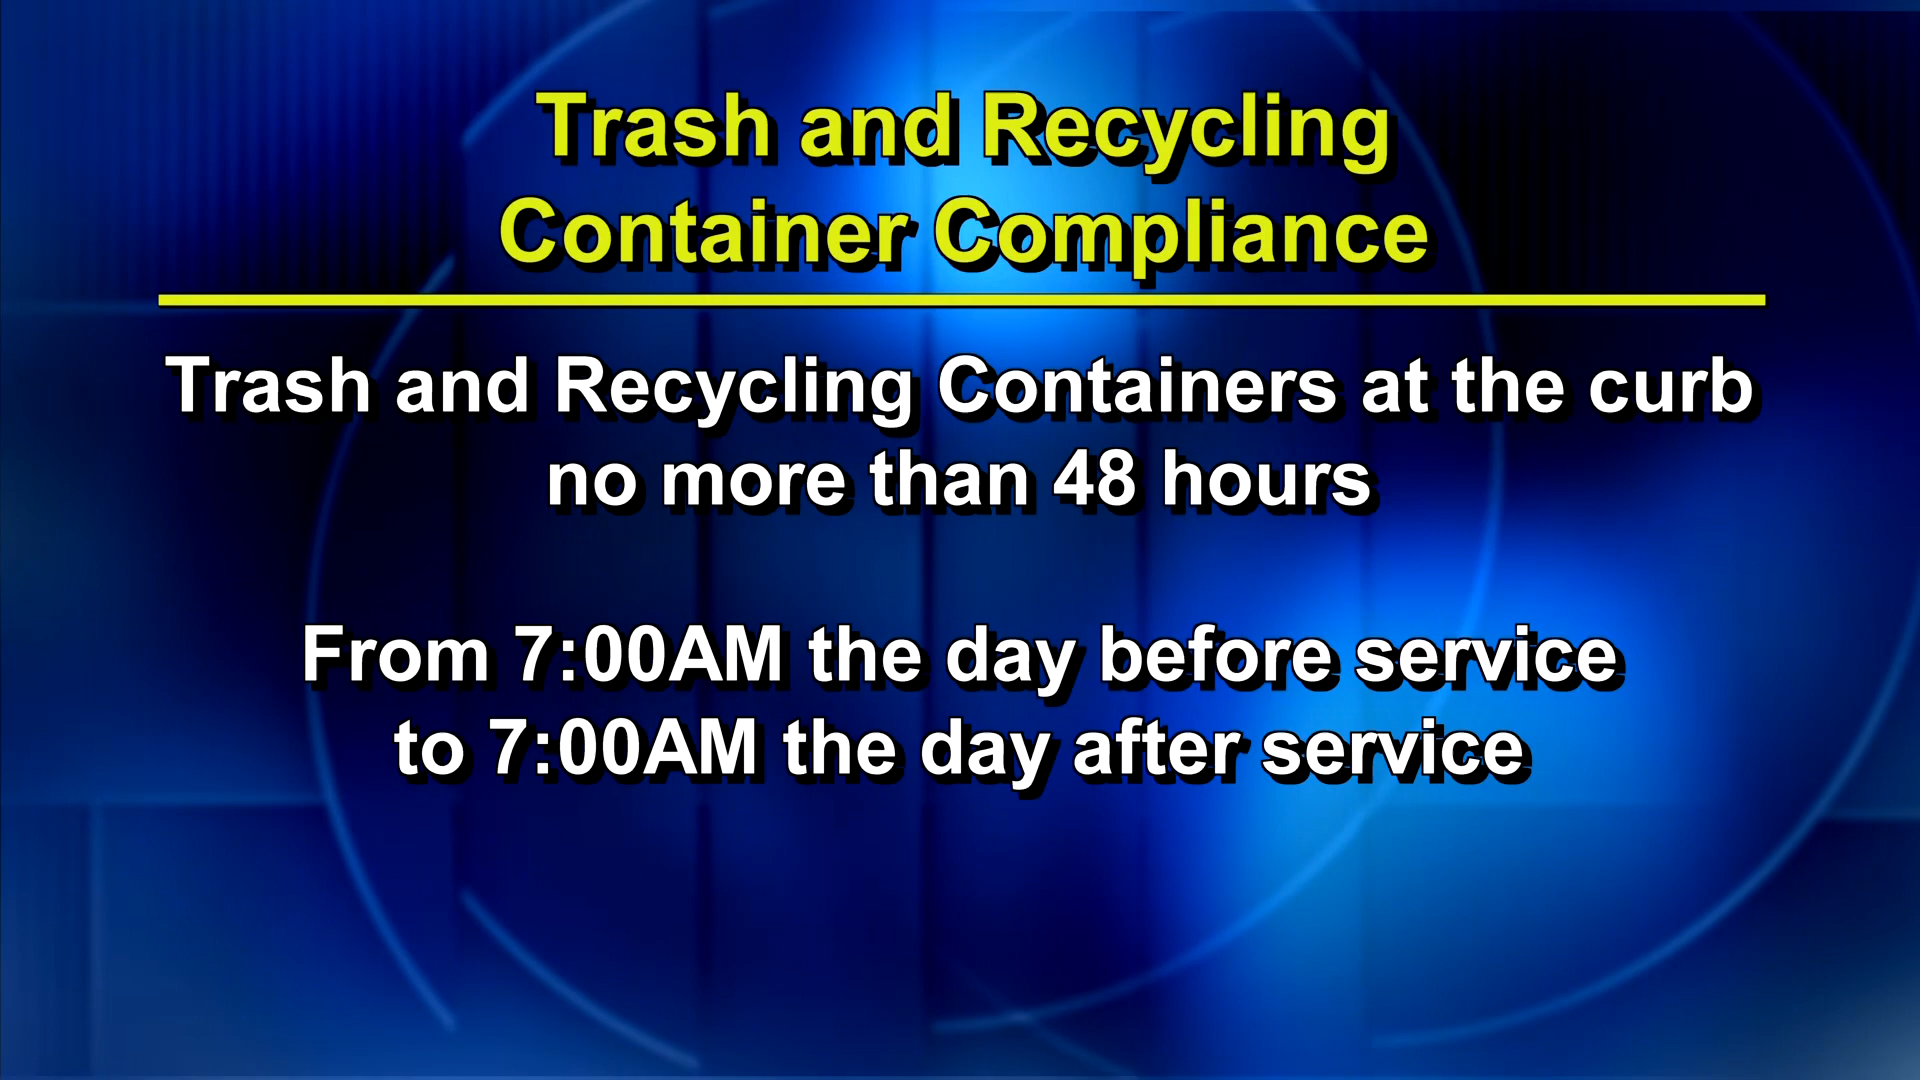 Trash and Recycling
Container Compliance
Trash and Recycling Containers at the curb
no more than 48 hours
From 7:00AM the day before service
to 7:00AM the day after service